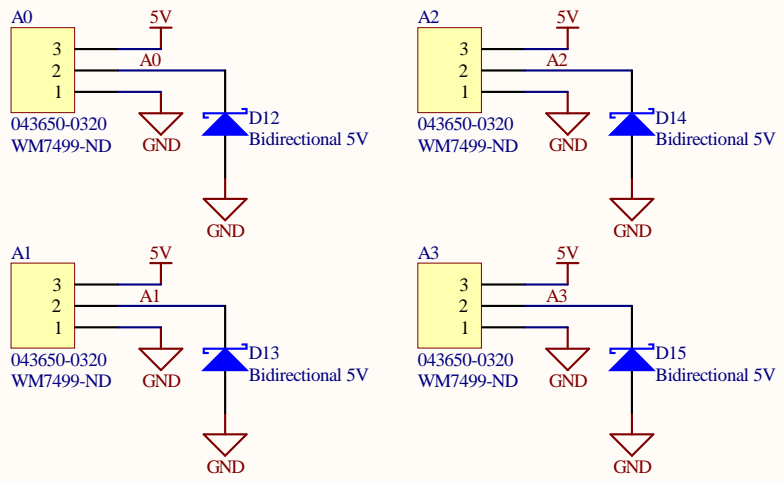 A0
5V
3
A0
2
1
043650-0320
WM7499-ND
GND
D12
Bidirectional 5V
GND
A2
5V
3
A2
2
1
043650-0320
WM7499-ND
GND
D14
Bidirectional 5V
GND
A1
5V
3
A1
2
1
043650-0320
WM7499-ND
GND
D13
Bidirectional 5V
GND
A3
5V
3
A3
2
1
043650-0320
WM7499-ND
GND
D15
Bidirectional 5V
GND